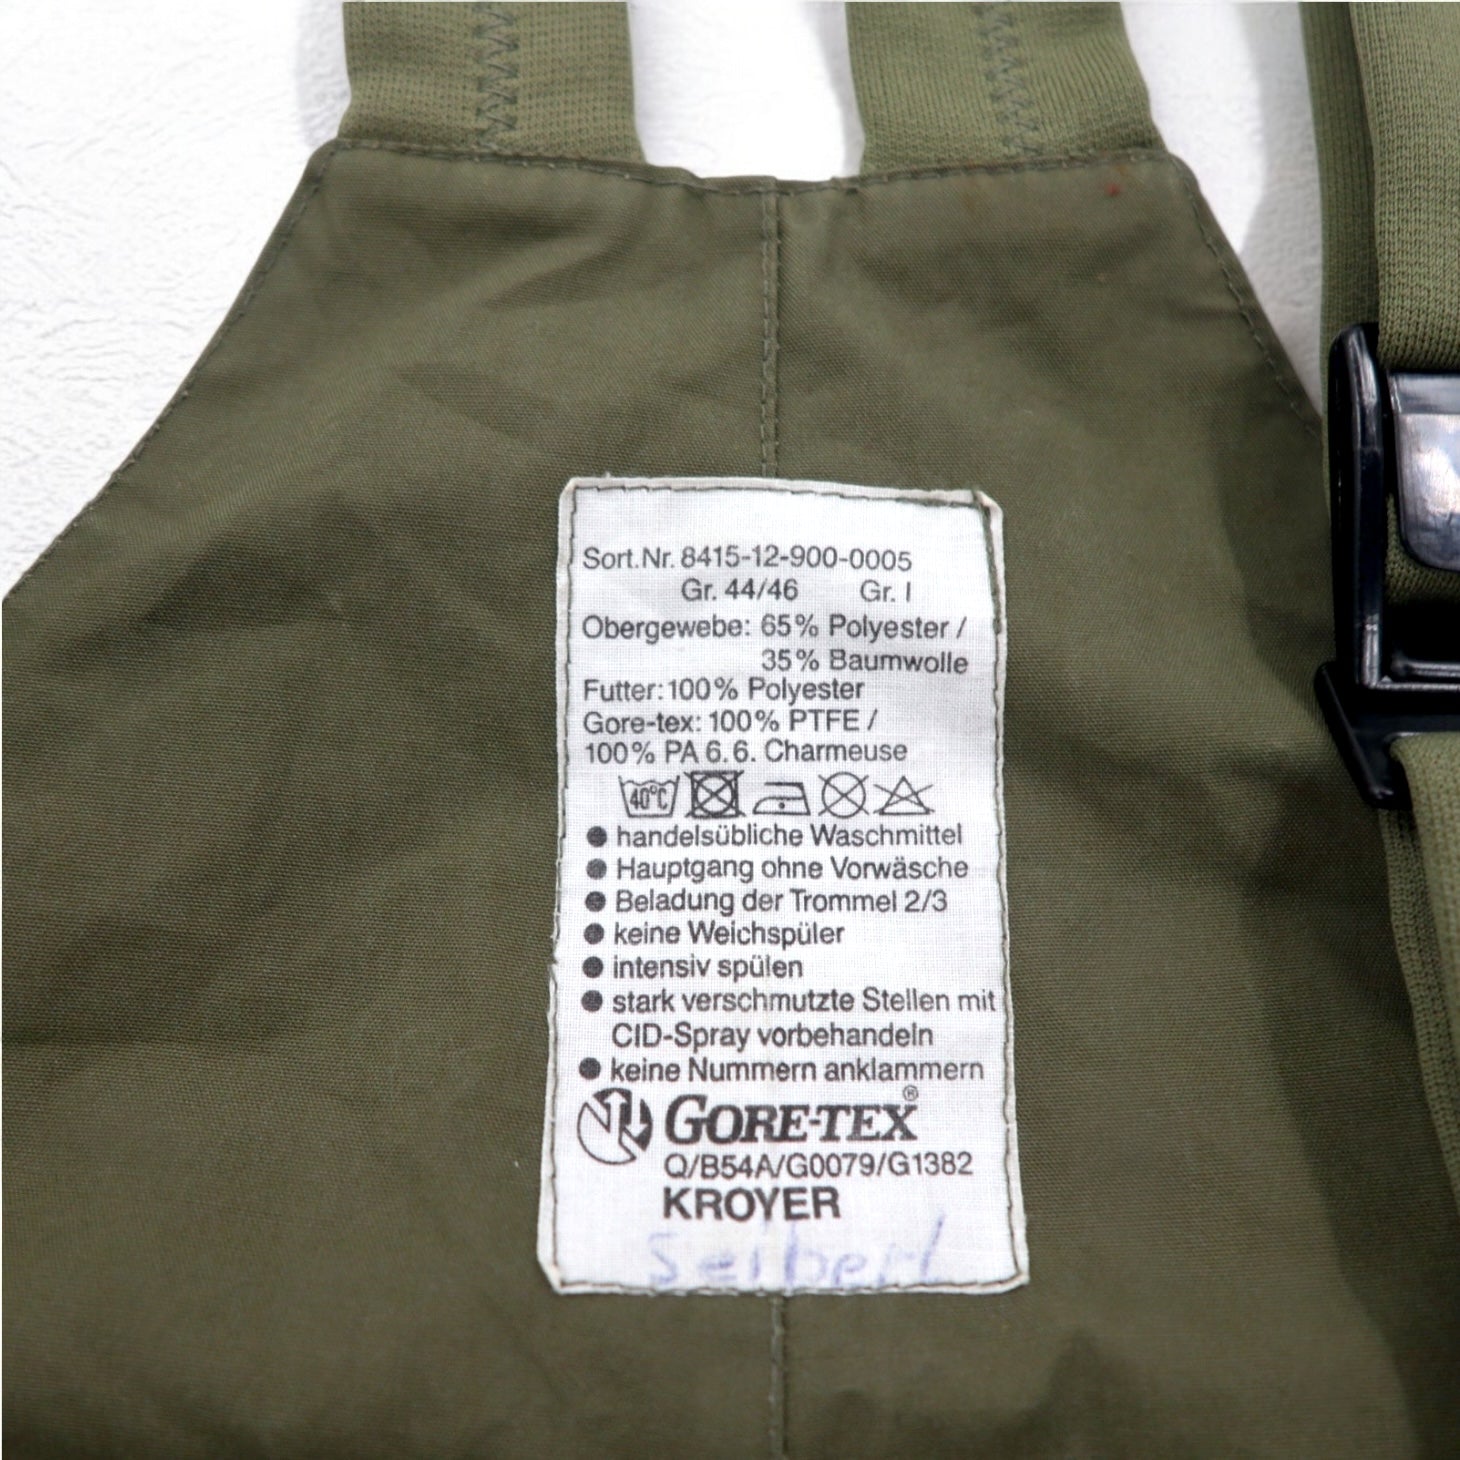 Sort.Nr. 8415-12-900-0005
Gr. 44/46 Gr. I
Obergewebe: 65% Polyester /
35% Baumwolle
Futter: 100% Polyester
Gore-tex: 100% PTFE /
100% PA 6.6. Charmeuse
40°C
● handelsübliche Waschmittel
● Hauptgang ohne Vorwäsche
● Beladung der Trommel 2/3
● keine Weichspüler
● intensiv spülen
● stark verschmutzte Stellen mit
CID-Spray vorbehandeln
● keine Nummern anklammern
GORE-TEX®
Q/B54A/G0079/G1382
KROYER
Seibert